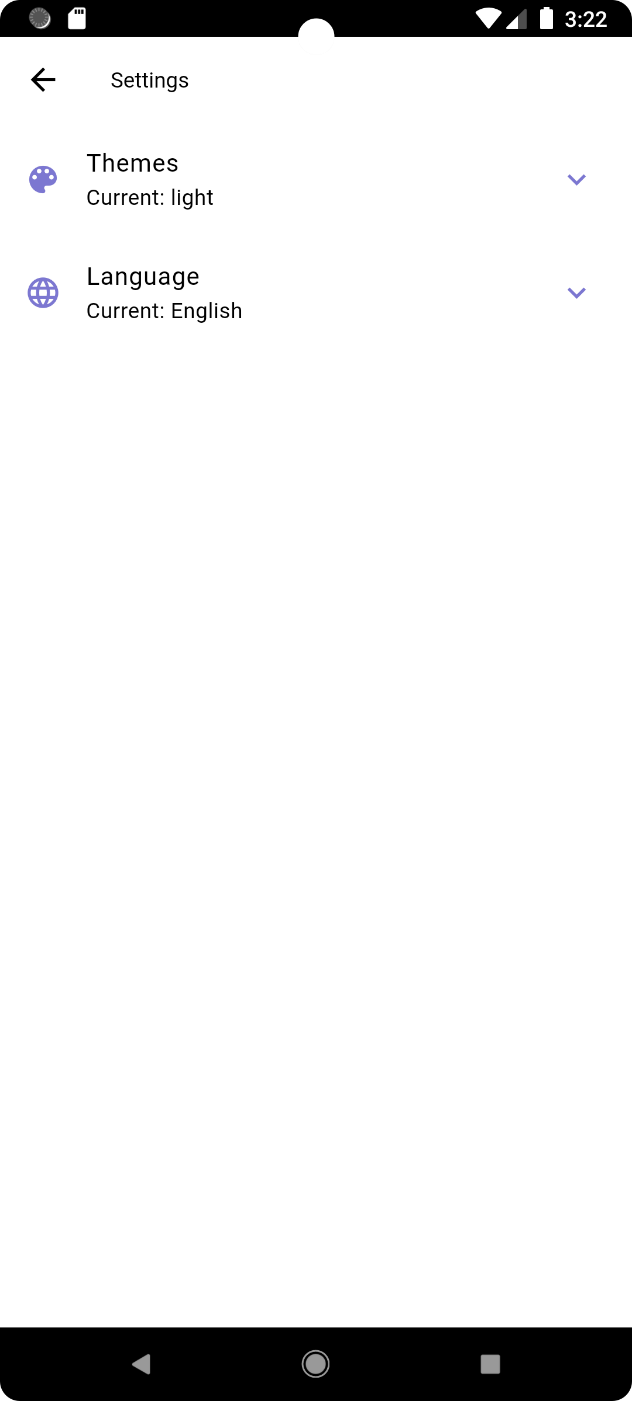 3:22
Settings
Themes
Current: light
Language
Current: English